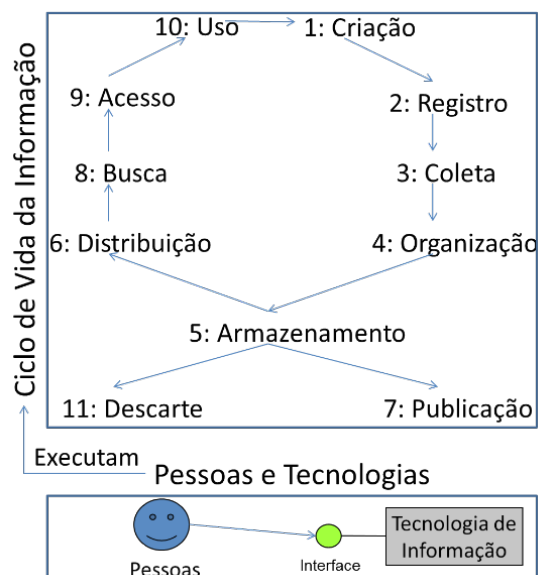 Ciclo de Vida da Informação
10: Uso
1: Criação
9: Acesso
2: Registro
8: Busca
3: Coleta
6: Distribuição
4: Organização
5: Armazenamento
11: Descarte
7: Publicação
Executam
Pessoas e Tecnologias
Pessoas
Interface
Tecnologia de
Informação